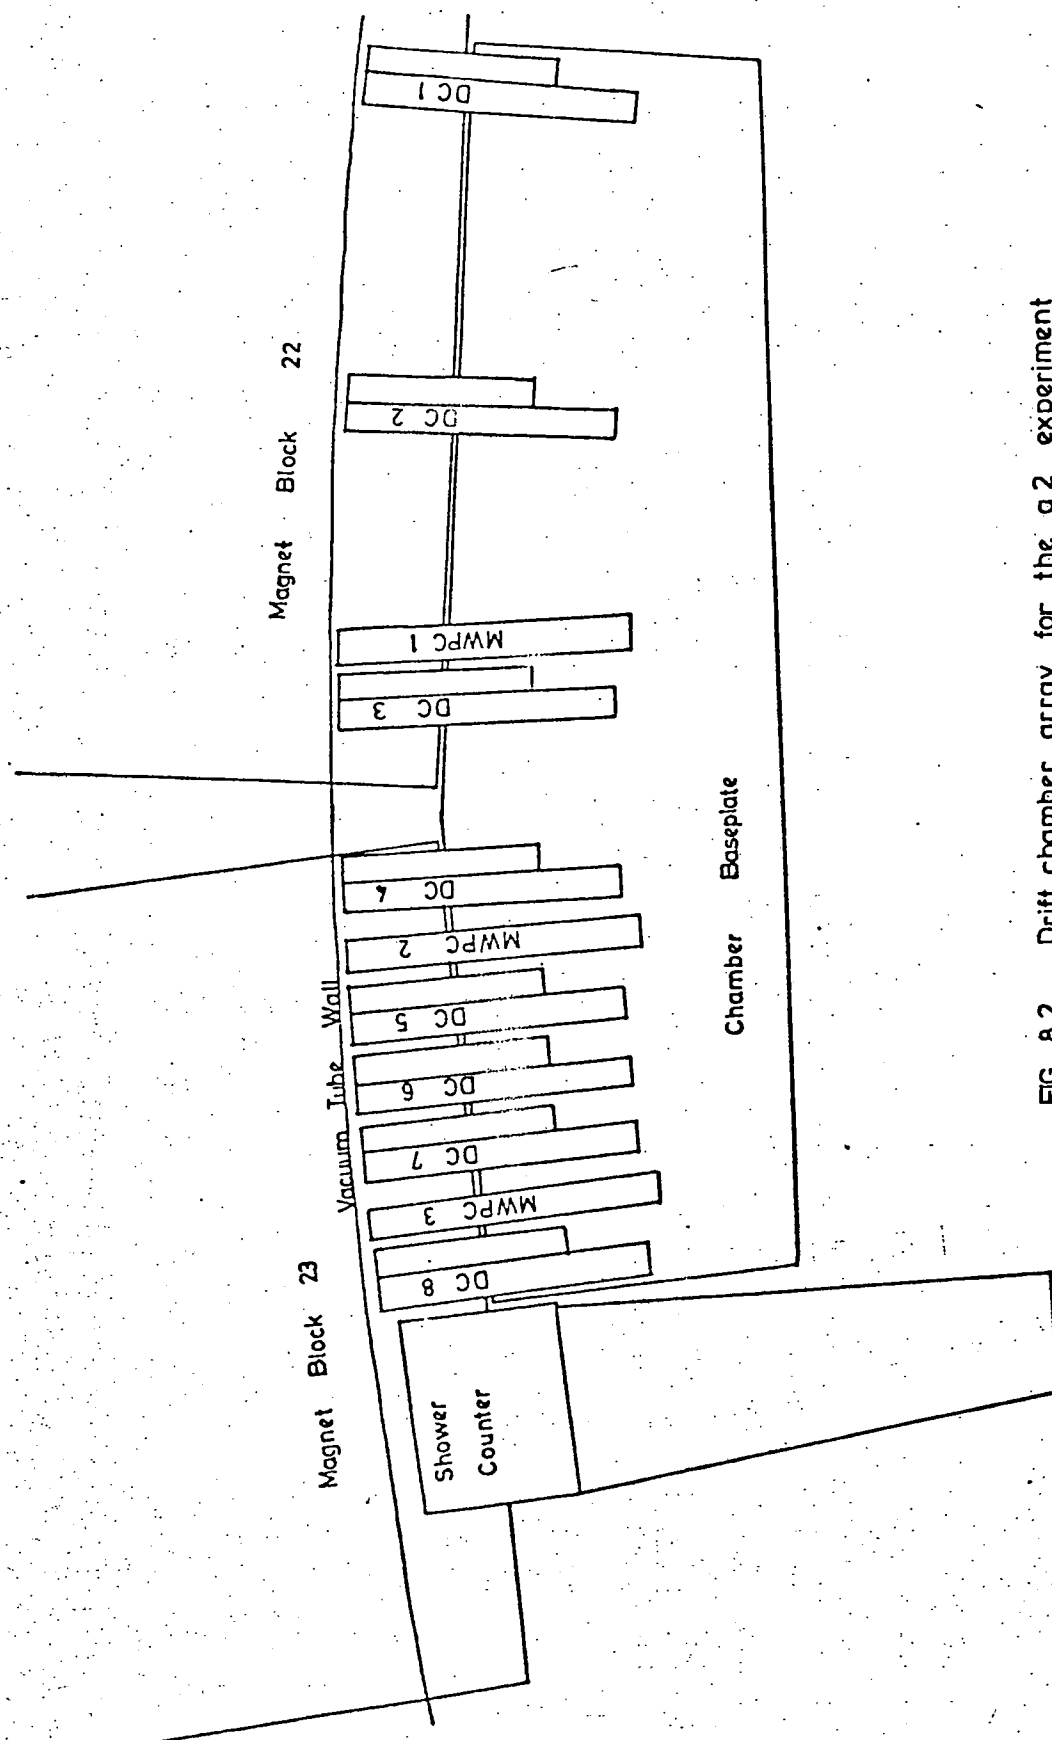 Magnet Block 23
Magnet Block 22
Vacuum Tube Wall
Shower
Counter
DC 8
MWPC 3
DC 7
DC 6
DC 5
MWPC 2
DC 4
DC 3
MWPC 1
DC 2
DC 1
Chamber Baseplate
FIG 8.2 Drift chamber array for the g2 experiment